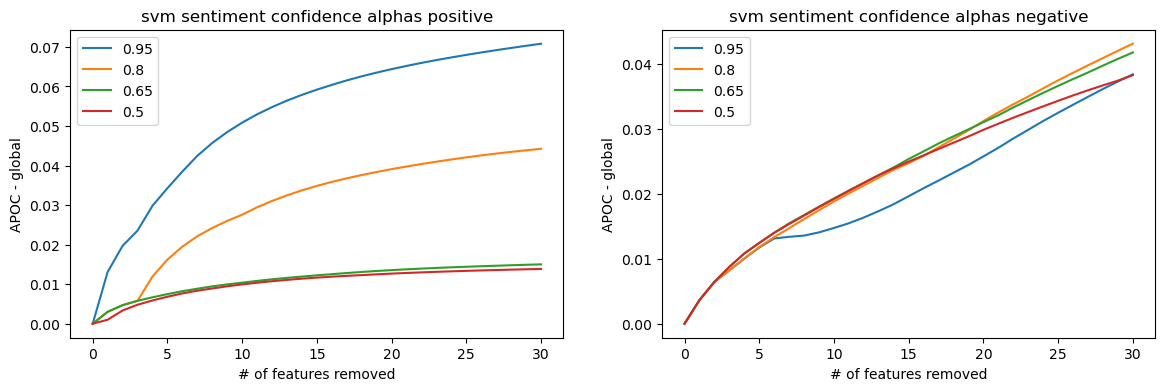 svm sentiment confidence alphas positive
0.95
0.8
0.65
0.5
0.07
0.06
0.05
0.04
0.03
0.02
0.01
0.00
APOC - global
0 5 10 15 20 25 30
# of features removed
svm sentiment confidence alphas negative
0.95
0.8
0.65
0.5
0.04
0.03
0.02
0.01
0.00
APOC - global
0 5 10 15 20 25 30
# of features removed